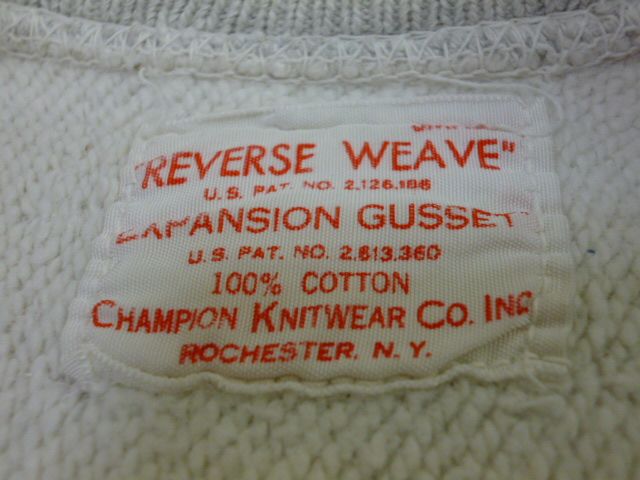 "REVERSE WEAVE"
U.S. PAT. NO. 2.126.186
EXPANSION GUSSET
U.S. PAT. NO. 2.613.360
100% COTTON
CHAMPION KNITWEAR CO. INC
ROCHESTER, N.Y.